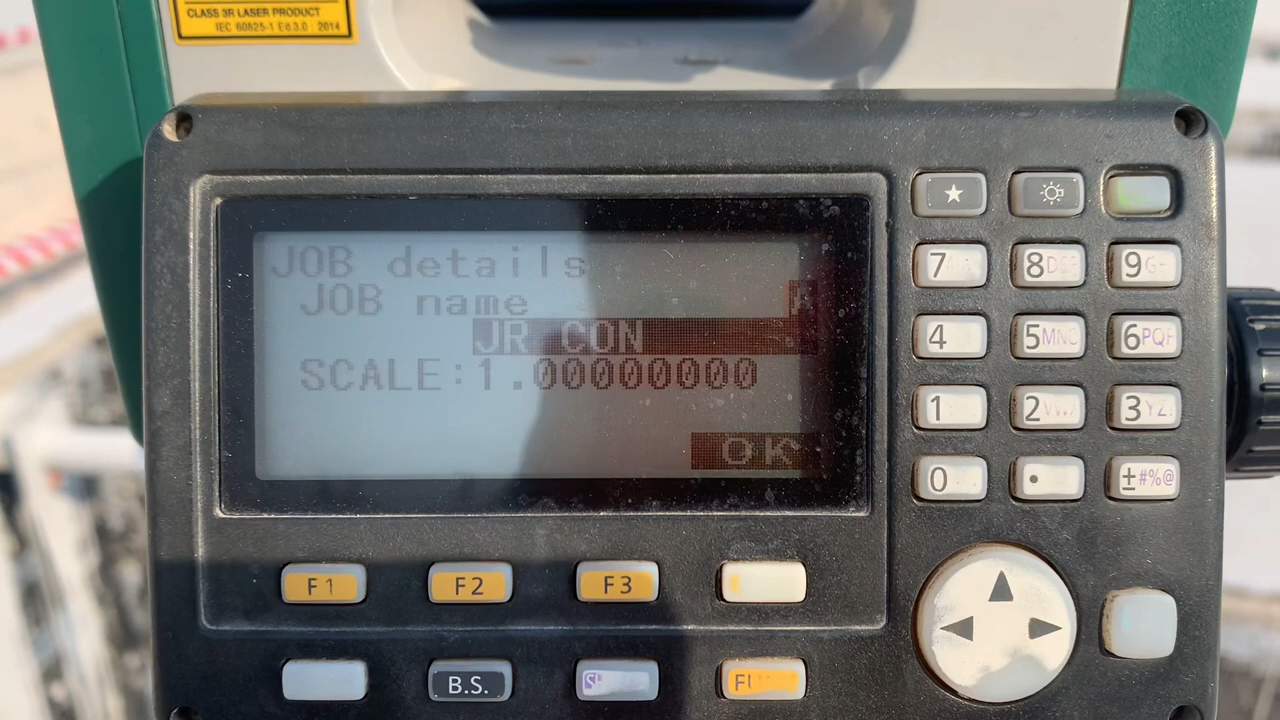 CLASS 3R LASER PRODUCT
IEC 60825-1 Ed.3.0 : 2014
JOB details
JOB name
JR CON
SCALE:1.00000000
OK
7
8DEF
9
4
5MNO
6PQR
1
2VWX
3YZ
0
.
±#%@
F1
F2
F3
B.S.